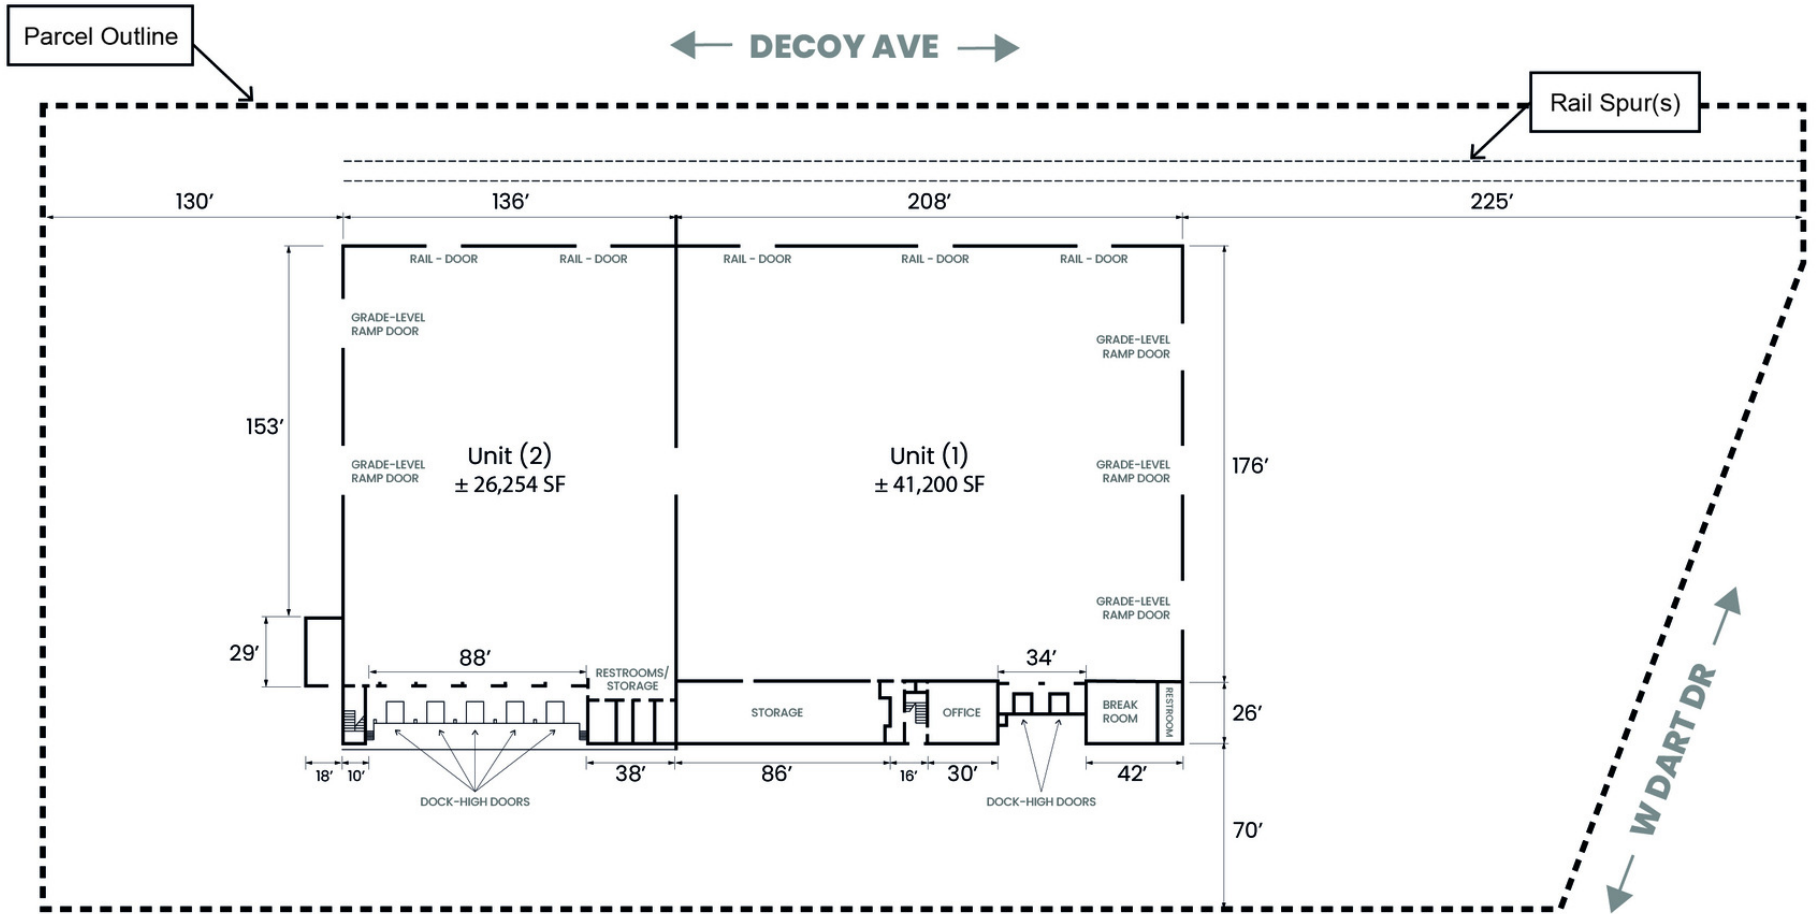 Parcel Outline
DECOY AVE
Rail Spur(s)
130’
136’
208’
225’
RAIL – DOOR
RAIL – DOOR
RAIL – DOOR
RAIL – DOOR
RAIL – DOOR
GRADE-LEVEL
RAMP DOOR
GRADE-LEVEL
RAMP DOOR
153’
Unit (2)
± 26,254 SF
Unit (1)
± 41,200 SF
GRADE-LEVEL
RAMP DOOR
GRADE-LEVEL
RAMP DOOR
176’
GRADE-LEVEL
RAMP DOOR
GRADE-LEVEL
RAMP DOOR
29’
88’
RESTROOMS/
STORAGE
34’
STORAGE
OFFICE
BREAK
ROOM
RESTROOM
26’
18’
10’
38’
86’
16’
30’
42’
DOCK-HIGH DOORS
DOCK-HIGH DOORS
70’
W DART DR